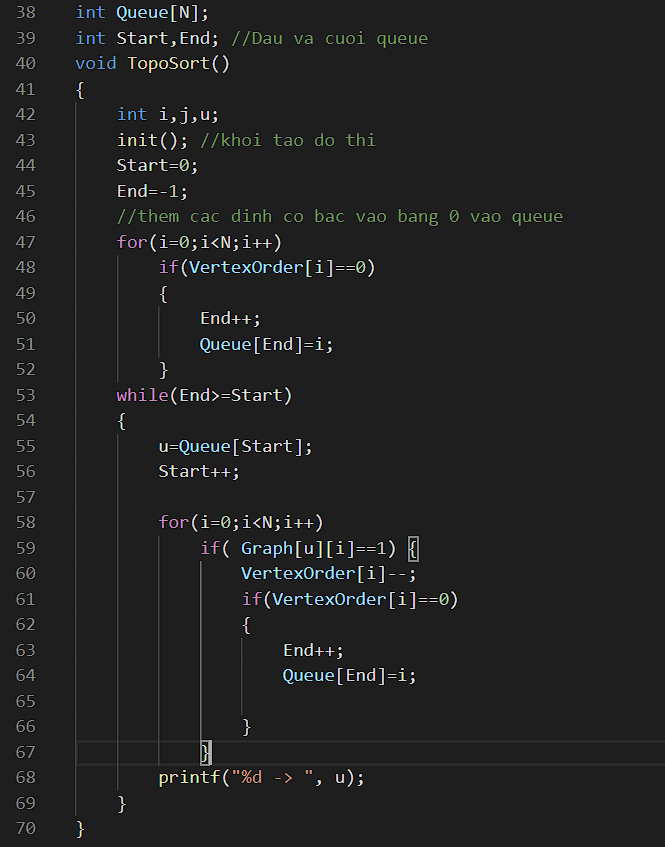 38 int Queue[N];
39 int Start,End; //Dau va cuoi queue
40 void TopoSort()
41 {
42 int i,j,u;
43 init(); //khoi tao do thi
44 Start=0;
45 End=-1;
46 //them cac dinh co bac vao bang 0 vao queue
47 for(i=0;i<N;i++)
48 if(VertexOrder[i]==0)
49 {
50 End++;
51 Queue[End]=i;
52 }
53 while(End>=Start)
54 {
55 u=Queue[Start];
56 Start++;
57
58 for(i=0;i<N;i++)
59 if( Graph[u][i]==1) {
60 VertexOrder[i]--;
61 if(VertexOrder[i]==0)
62 {
63 End++;
64 Queue[End]=i;
65
66 }
67 }
68 printf("%d -> ", u);
69 }
70 }